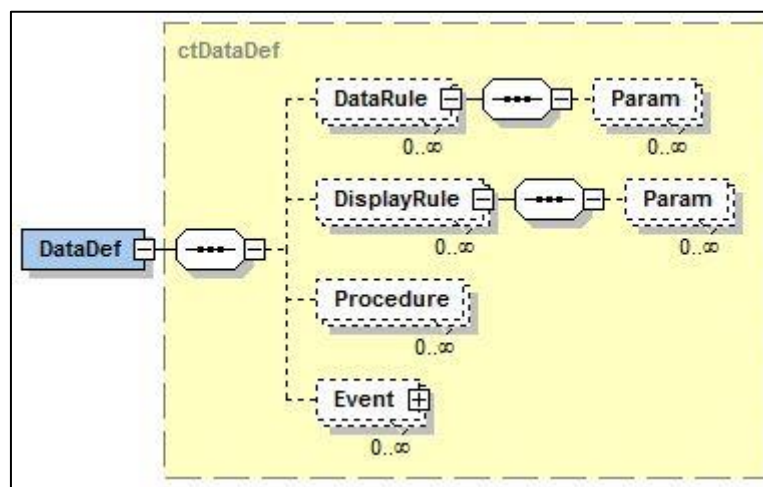 ctDataDef
DataRule
Param
0..∞
0..∞
DisplayRule
Param
0..∞
0..∞
DataDef
Procedure
0..∞
Event
0..∞